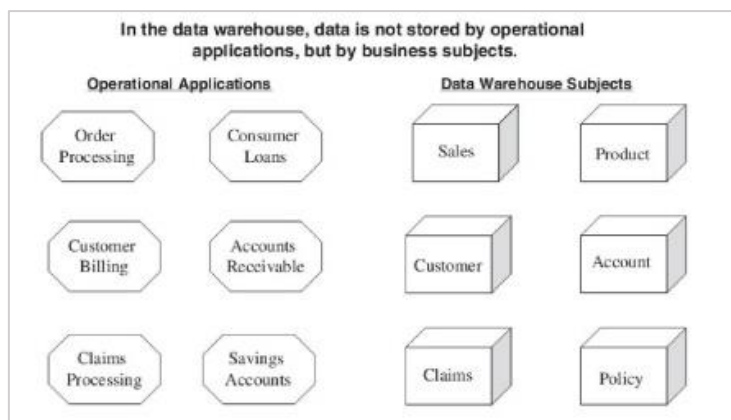 In the data warehouse, data is not stored by operational
applications, but by business subjects.
Operational Applications
Data Warehouse Subjects
Order
Processing
Consumer
Loans
Sales
Product
Customer
Billing
Accounts
Receivable
Customer
Account
Claims
Processing
Savings
Accounts
Claims
Policy